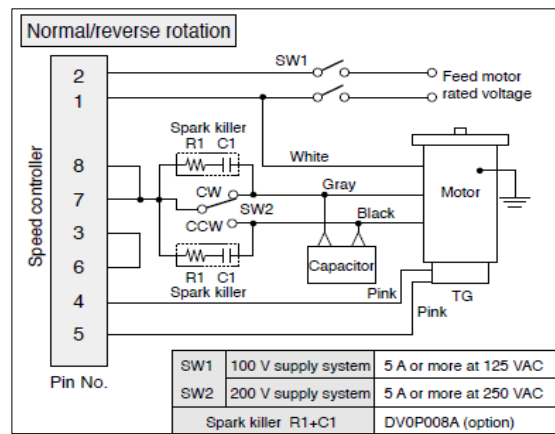 Normal/reverse rotation
Speed controller
2
1
8
7
3
6
4
5
Pin No.
SW1
Feed motor
rated voltage
Spark killer
R1 C1
White
Gray
CW
SW2
CCW
Black
R1 C1
Spark killer
Capacitor
Motor
Pink
Pink
TG
SW1 100 V supply system 5 A or more at 125 VAC
SW2 200 V supply system 5 A or more at 250 VAC
Spark killer R1+C1 DV0P008A (option)